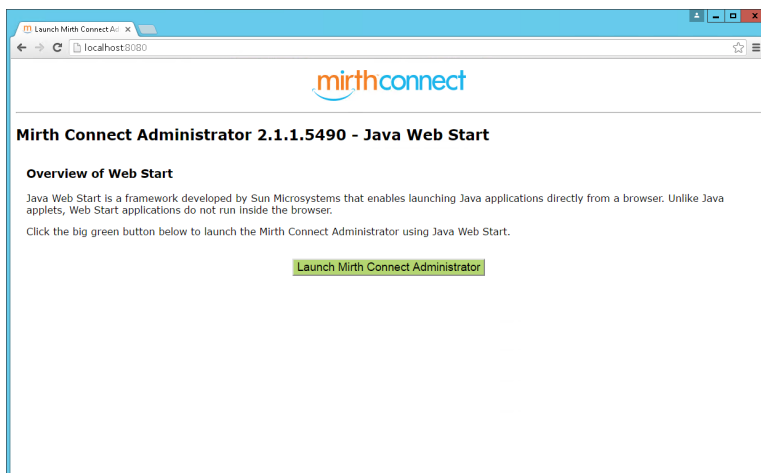 Launch Mirth Connect Ad
localhost:8080
mirthconnect
Mirth Connect Administrator 2.1.1.5490 - Java Web Start
Overview of Web Start
Java Web Start is a framework developed by Sun Microsystems that enables launching Java applications directly from a browser. Unlike Java
applets, Web Start applications do not run inside the browser.
Click the big green button below to launch the Mirth Connect Administrator using Java Web Start.
Launch Mirth Connect Administrator